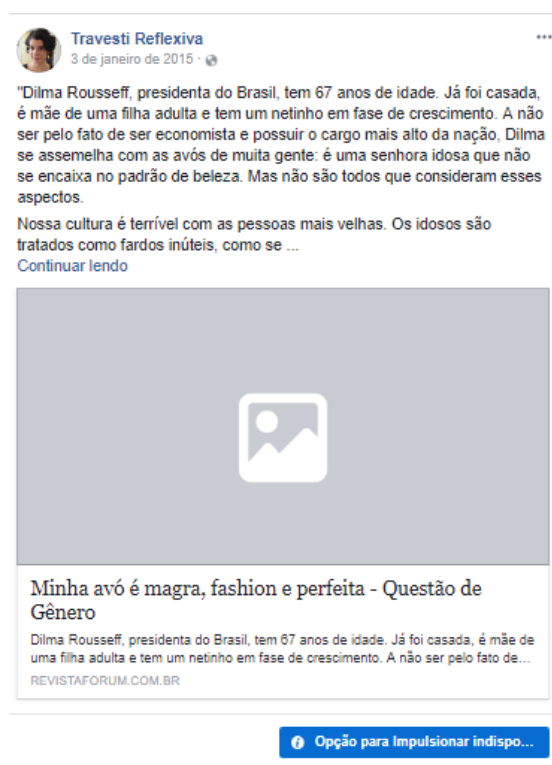 Travesti Reflexiva
3 de janeiro de 2015 ·
"Dilma Rousseff, presidenta do Brasil, tem 67 anos de idade. Já foi casada,
é mãe de uma filha adulta e tem um netinho em fase de crescimento. A não
ser pelo fato de ser economista e possuir o cargo mais alto da nação, Dilma
se assemelha com as avós de muita gente: é uma senhora idosa que não
se encaixa no padrão de beleza. Mas não são todos que consideram esses
aspectos.
Nossa cultura é terrível com as pessoas mais velhas. Os idosos são
tratados como fardos inúteis, como se ...
Continuar lendo
Minha avó é magra, fashion e perfeita - Questão de
Gênero
Dilma Rousseff, presidenta do Brasil, tem 67 anos de idade. Já foi casada, é mãe de
uma filha adulta e tem um netinho em fase de crescimento. A não ser pelo fato de...
REVISTAFORUM.COM.BR
Opção para Impulsionar indispo...